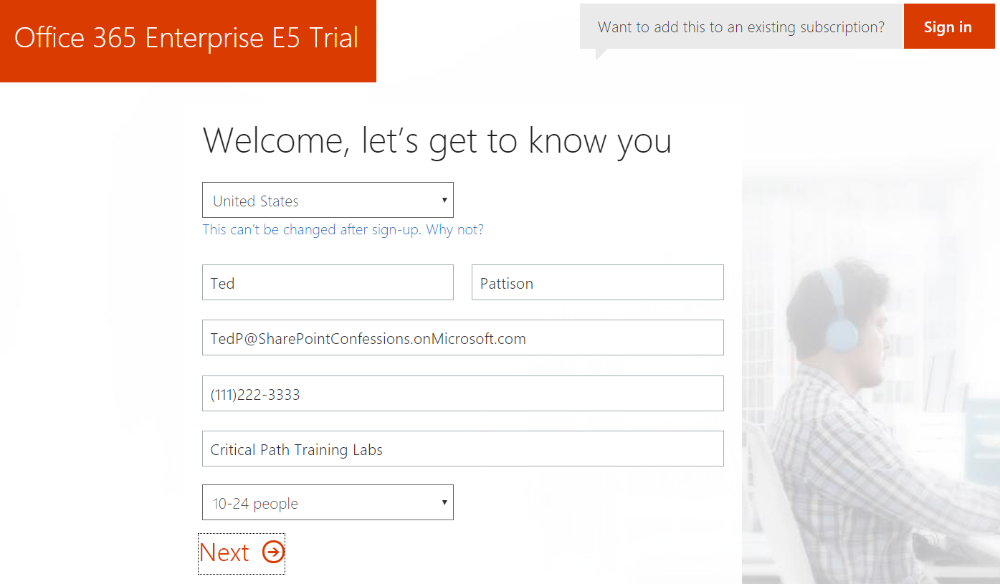 Office 365 Enterprise E5 Trial
Want to add this to an existing subscription?
Sign in
Welcome, let's get to know you
United States
This can't be changed after sign-up. Why not?
Ted
Pattison
TedP@SharePointConfessions.onMicrosoft.com
(111)222-3333
Critical Path Training Labs
10-24 people
Next